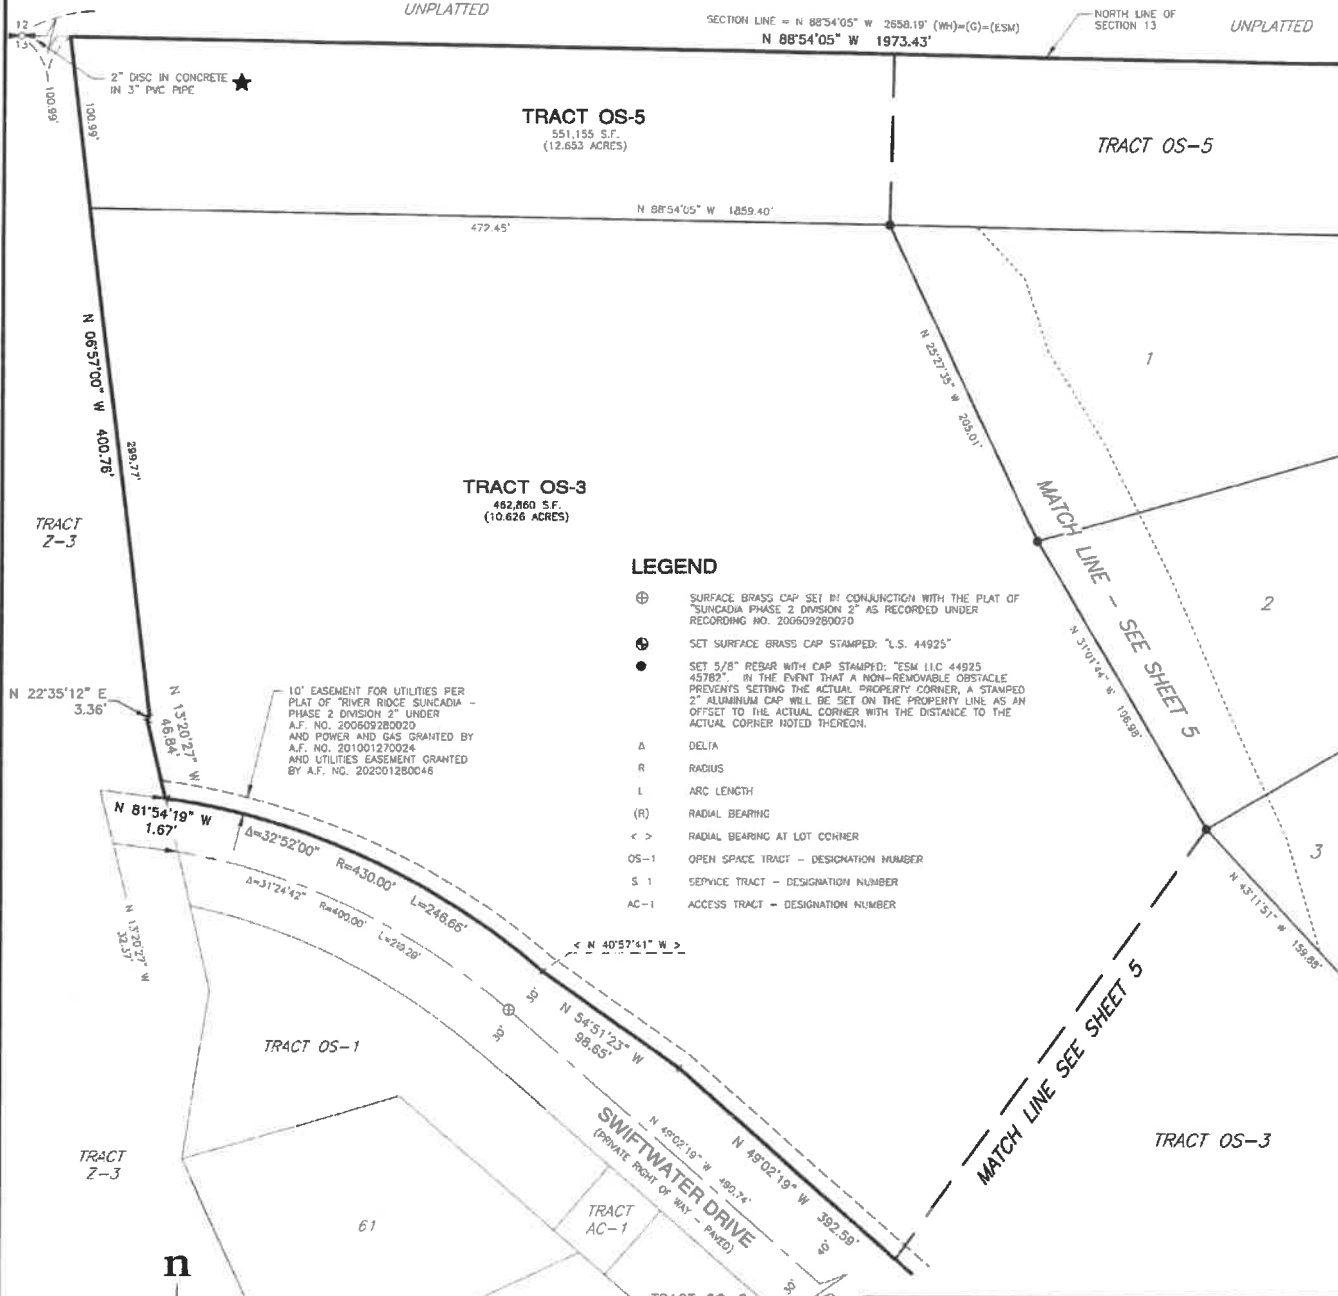 UNPLATTED
SECTION LINE = N 88°54'05" W 2658.19' (WH)=(G)=(ESM)
N 88°54'05" W 1973.43'
NORTH LINE OF
SECTION 13
UNPLATTED
12
13
2" DISC IN CONCRETE
IN 3" PVC PIPE
100.99'
100.99'
TRACT OS-5
551,155 S.F.
(12.653 ACRES)
TRACT OS-5
N 88°54'05" W 1859.40'
472.45'
N 06°57'00" W 400.76'
299.77'
N 25°27'35" W 205.01'
1
TRACT OS-3
462,860 S.F.
(10.626 ACRES)
TRACT
Z-3
MATCH LINE - SEE SHEET 5
2
N 31°01'44" W 196.98'
LEGEND
SURFACE BRASS CAP SET IN CONJUNCTION WITH THE PLAT OF
"SUNCADIA PHASE 2 DIVISION 2" AS RECORDED UNDER
RECORDING NO. 200609280020
SET SURFACE BRASS CAP STAMPED: "L.S. 44925"
SET 5/8" REBAR WITH CAP STAMPED: "ESM LLC 44925
45782". IN THE EVENT THAT A NON-REMOVABLE OBSTACLE
PREVENTS SETTING THE ACTUAL PROPERTY CORNER, A STAMPED
2" ALUMINUM CAP WILL BE SET ON THE PROPERTY LINE AS AN
OFFSET TO THE ACTUAL CORNER WITH THE DISTANCE TO THE
ACTUAL CORNER NOTED THEREON.
Δ DELTA
R RADIUS
L ARC LENGTH
(R) RADIAL BEARING
< > RADIAL BEARING AT LOT CORNER
OS-1 OPEN SPACE TRACT - DESIGNATION NUMBER
S 1 SERVICE TRACT - DESIGNATION NUMBER
AC-1 ACCESS TRACT - DESIGNATION NUMBER
N 22°35'12" E
3.36'
N 13°20'27" W
46.84'
10' EASEMENT FOR UTILITIES PER
PLAT OF "RIVER RIDGE SUNCADIA -
PHASE 2 DIVISION 2" UNDER
A.F. NO. 200609280020
AND POWER AND GAS GRANTED BY
A.F. NO. 201001270024
AND UTILITIES EASEMENT GRANTED
BY A.F. NO. 202001280046
N 81°54'19" W
1.67'
Δ=32°52'00" R=430.00' L=246.66'
Δ=31°24'42" R=400.00' L=219.29'
N 13°20'27" W
32.37'
3
N 43°11'51" W 159.88'
< N 40°57'41" W >
30'
30'
N 54°51'23" W
98.65'
MATCH LINE SEE SHEET 5
TRACT OS-1
TRACT OS-3
SWIFTWATER DRIVE
(PRIVATE RIGHT OF WAY - PAVED)
N 49°02'19" W 490.74'
N 49°02'19" W 392.59'
TRACT
Z-3
61
TRACT
AC-1
40'
30'
n